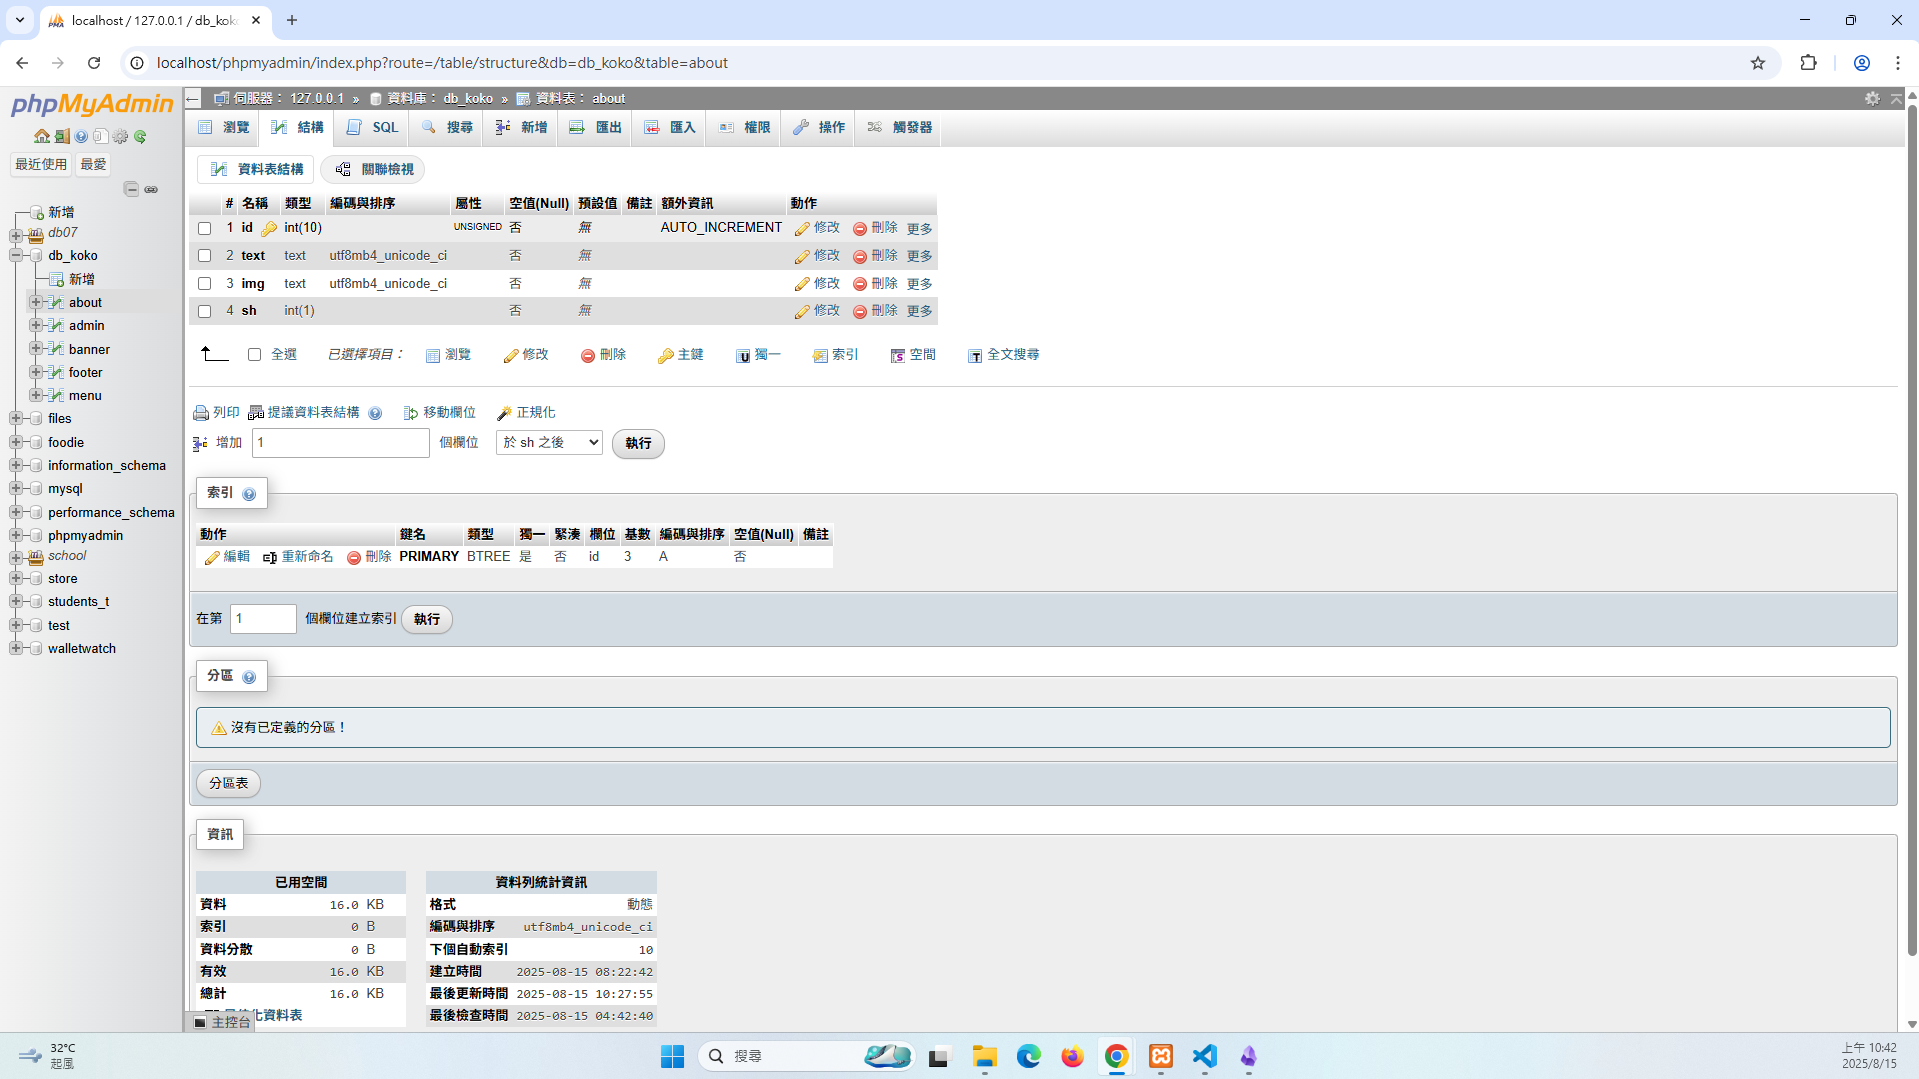 localhost / 127.0.0.1 / db_kok
localhost/phpmyadmin/index.php?route=/table/structure&db=db_koko&table=about
phpMyAdmin
最近使用 最愛
新增
db07
db_koko
新增
about
admin
banner
footer
menu
files
foodie
information_schema
mysql
performance_schema
phpmyadmin
school
store
students_t
test
walletwatch
伺服器： 127.0.0.1 » 資料庫： db_koko » 資料表： about
瀏覽 結構 SQL 搜尋 新增 匯出 匯入 權限 操作 觸發器
資料表結構 關聯檢視
# 名稱 類型 編碼與排序 屬性 空值(Null) 預設值 備註 額外資訊 動作
1 id int(10) UNSIGNED 否 無 AUTO_INCREMENT 修改 刪除 更多
2 text text utf8mb4_unicode_ci 否 無 修改 刪除 更多
3 img text utf8mb4_unicode_ci 否 無 修改 刪除 更多
4 sh int(1) 否 無 修改 刪除 更多
全選 已選擇項目： 瀏覽 修改 刪除 主鍵 獨一 索引 空間 全文搜尋
列印 提議資料表結構 移動欄位 正規化
增加 1 個欄位 於 sh 之後 執行
索引
動作 鍵名 類型 獨一 緊湊 欄位 基數 編碼與排序 空值(Null) 備註
編輯 重新命名 刪除 PRIMARY BTREE 是 否 id 3 A 否
在第 1 個欄位建立索引 執行
分區
沒有已定義的分區！
分區表
資訊
已用空間
資料 16.0 KB
索引 0 B
資料分散 0 B
有效 16.0 KB
總計 16.0 KB
化資料表
資料列統計資訊
格式 動態
編碼與排序 utf8mb4_unicode_ci
下個自動索引 10
建立時間 2025-08-15 08:22:42
最後更新時間 2025-08-15 10:27:55
最後檢查時間 2025-08-15 04:42:40
主控台
32°C
起風
搜尋
上午 10:42
2025/8/15